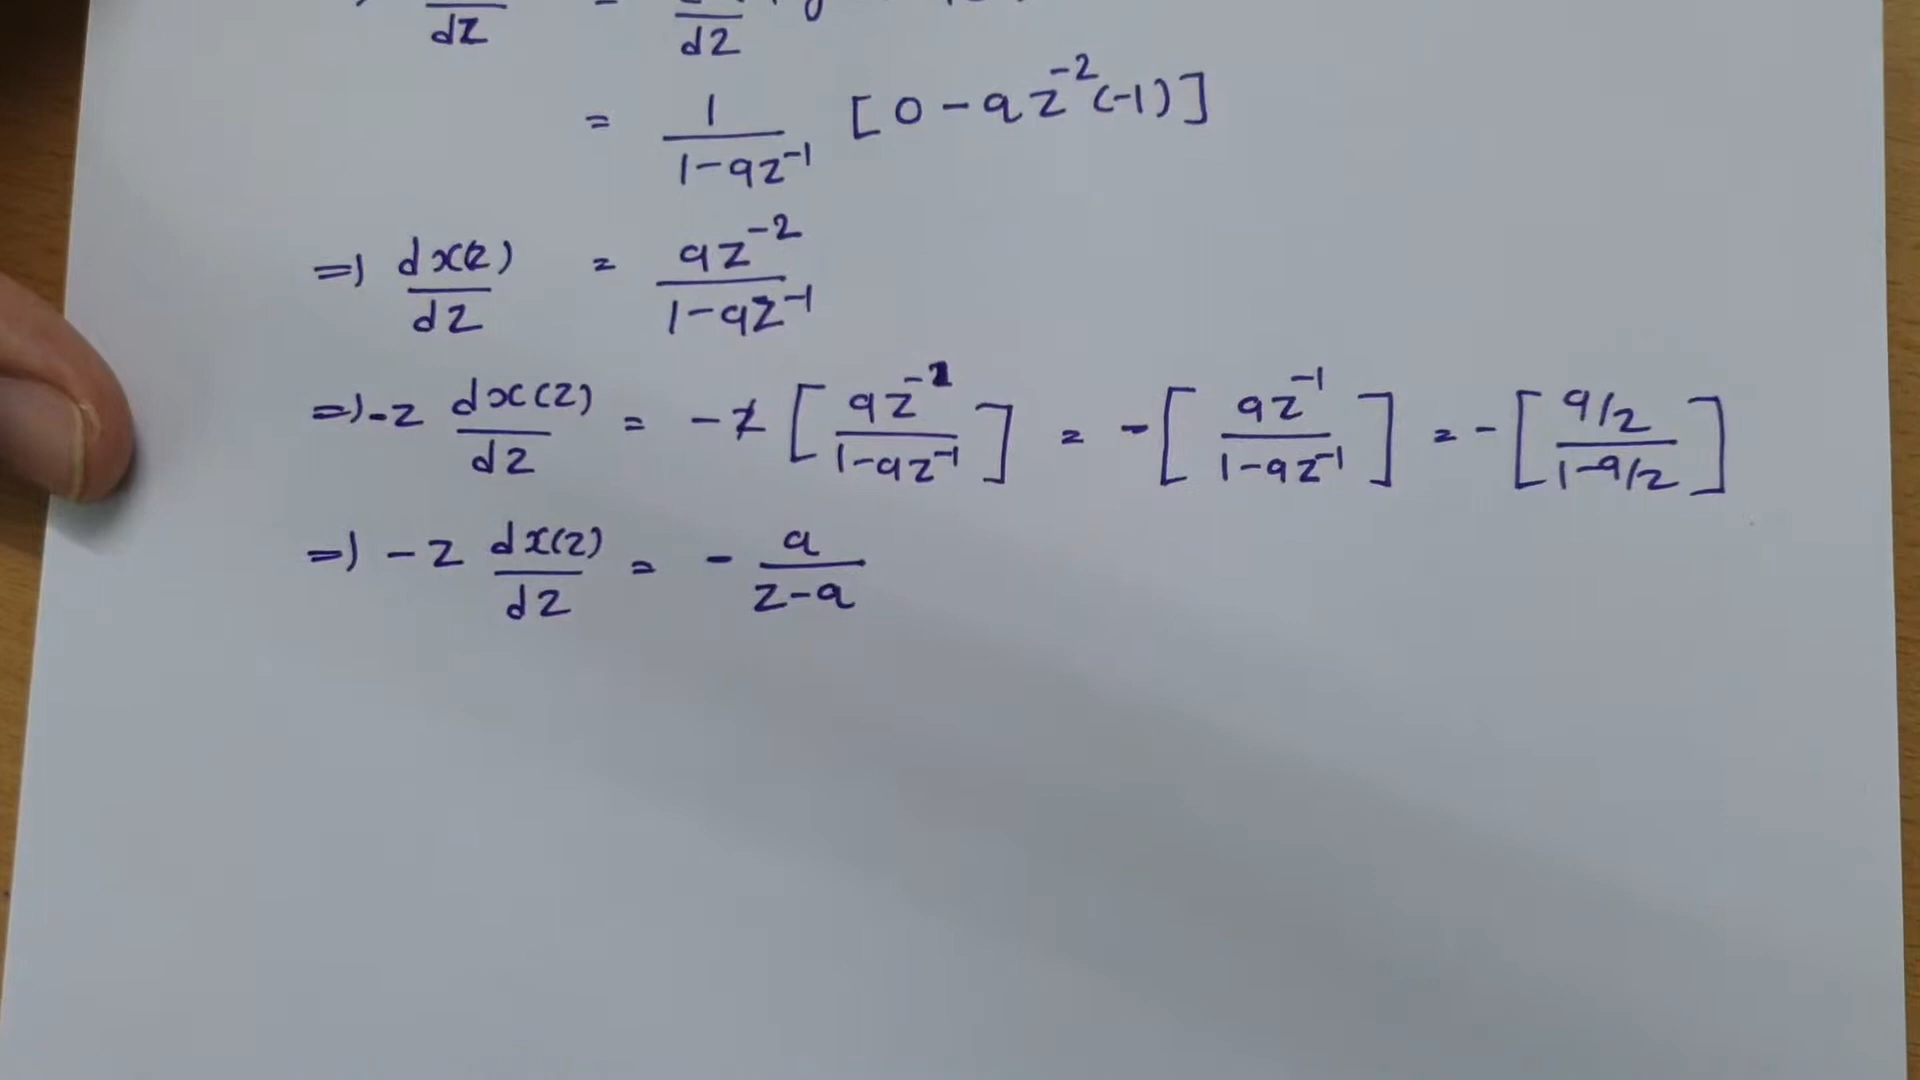 dz = dz
= 1/(1-az⁻¹) [0 - az⁻²(-1)]
=) dx(z)/dz = az⁻²/(1-az⁻¹)
=) -z dx(z)/dz = -z [az⁻¹/(1-az⁻¹)] = -[az⁻¹/(1-az⁻¹)] = -[a/z/(1-a/z)]
=) -z dx(z)/dz = - a/(z-a)